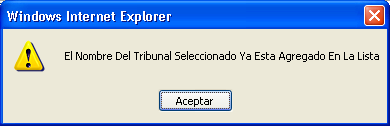 Windows Internet Explorer
El Nombre Del Tribunal Seleccionado Ya Esta Agregado En La Lista
Aceptar